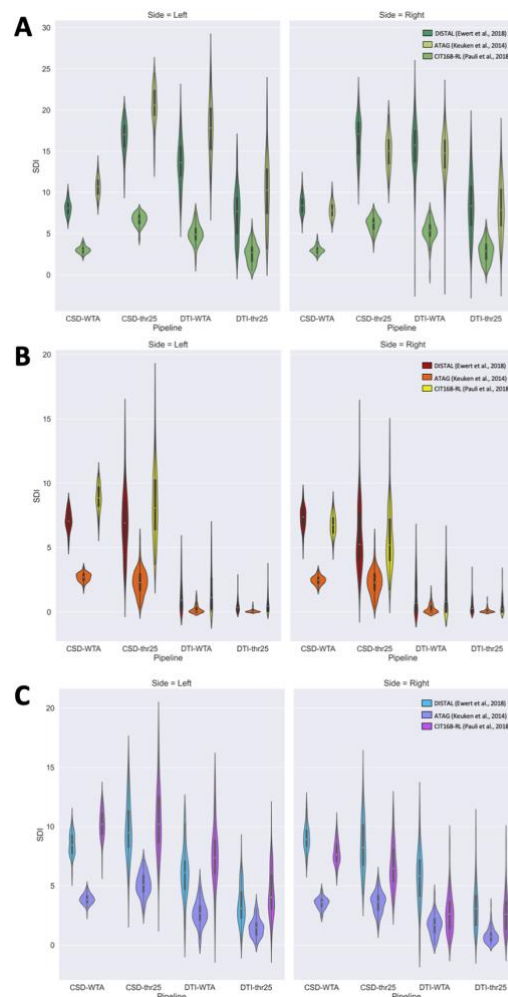 A
Side = Left
Side = Right
DISTAL (Ewert et al., 2018)
ATAG (Keuken et al., 2014)
CIT168-RL (Pauli et al., 2018)
30
25
20
15
10
5
0
SDI
CSD-WTA CSD-thr25 DTI-WTA DTI-thr25
Pipeline
CSD-WTA CSD-thr25 DTI-WTA DTI-thr25
Pipeline
B
Side = Left
Side = Right
DISTAL (Ewert et al., 2018)
ATAG (Keuken et al., 2014)
CIT168-RL (Pauli et al., 2018
20
15
10
5
0
SDI
CSD-WTA CSD-thr25 DTI-WTA DTI-thr25
Pipeline
CSD-WTA CSD-thr25 DTI-WTA DTI-thr25
Pipeline
C
Side = Left
Side = Right
DISTAL (Ewert et al., 2018)
ATAG (Keuken et al., 2014)
CIT168-RL (Pauli et al., 2018
20
15
10
5
0
SDI
CSD-WTA CSD-thr25 DTI-WTA DTI-thr25
Pipeline
CSD-WTA CSD-thr25 DTI-WTA DTI-thr25
Pipeline